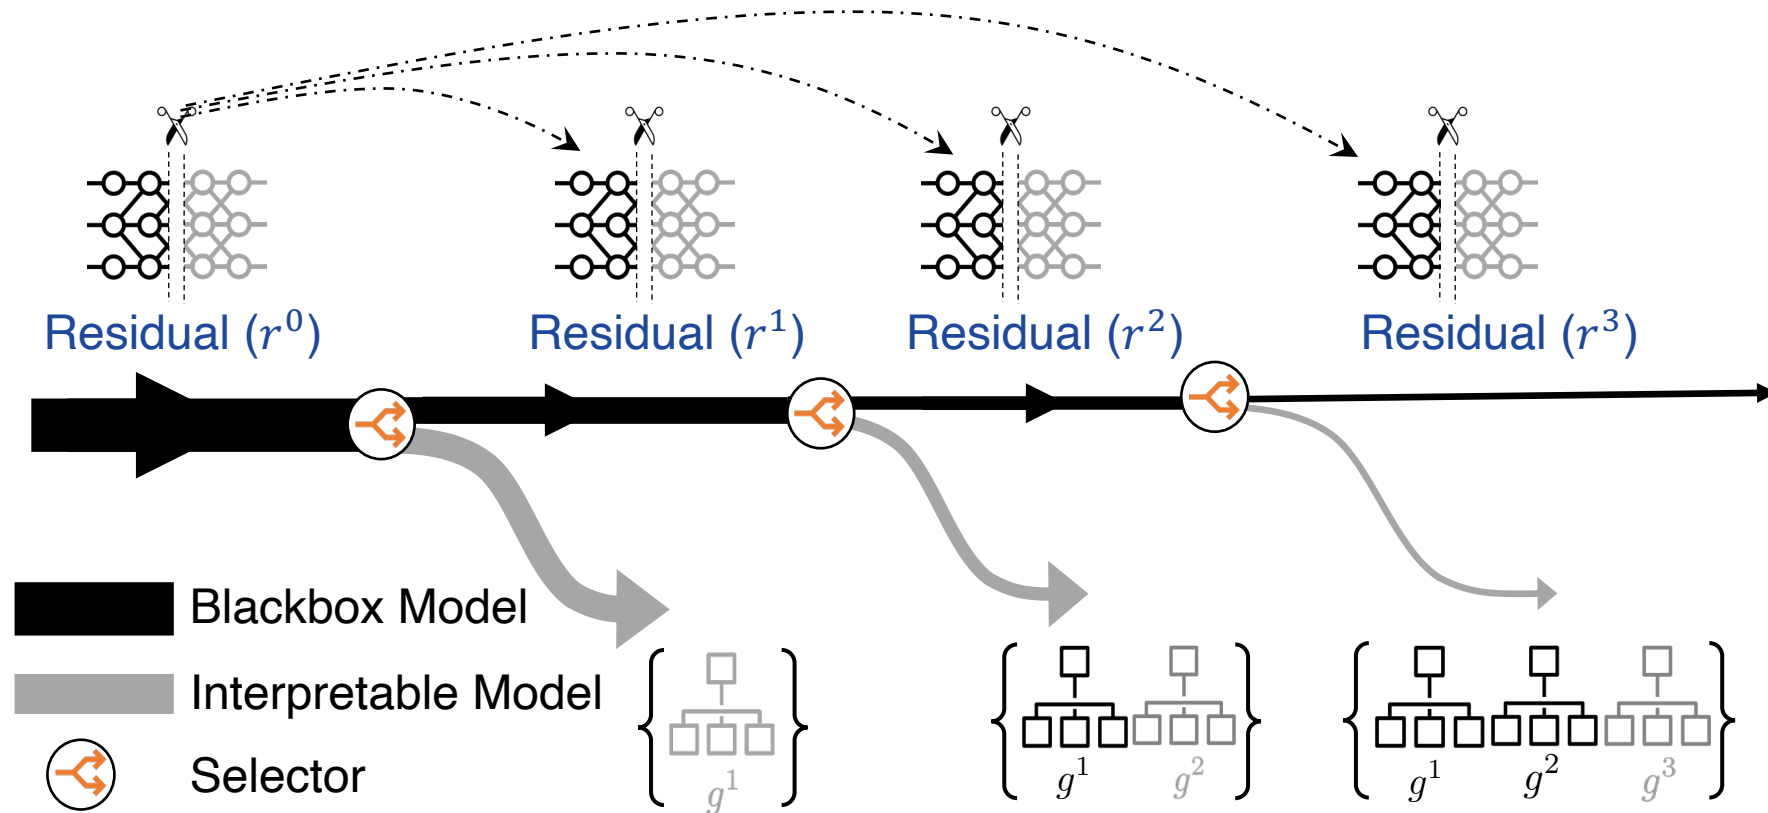 Residual (r⁰) Residual (r¹) Residual (r²) Residual (r³)
Blackbox Model
Interpretable Model
Selector
g¹
g¹ g²
g¹ g² g³